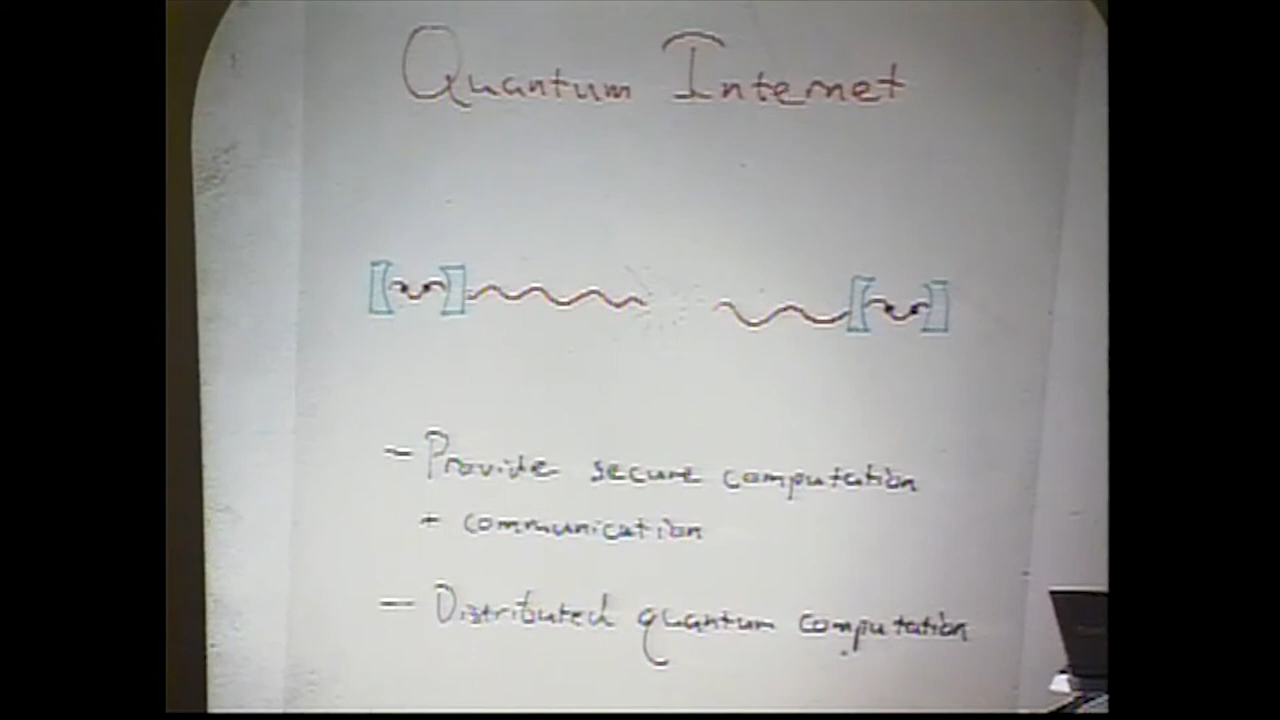 Quantum Internet
- Provide secure computation
+ communication
- Distributed quantum computation